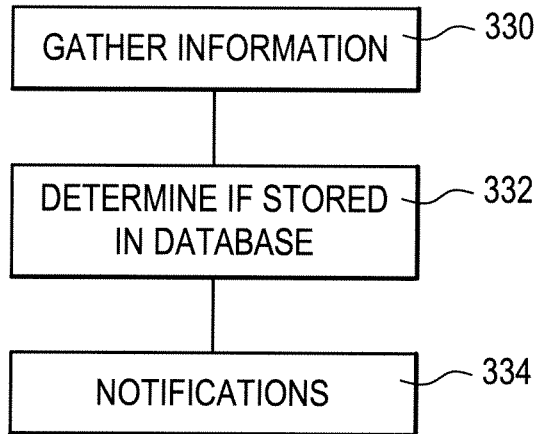 GATHER INFORMATION 330
DETERMINE IF STORED 332
IN DATABASE
NOTIFICATIONS 334